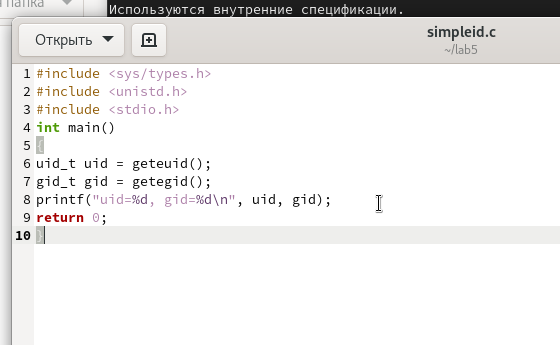 Папка
Используются внутренние спецификации.
Открыть
simpleid.c
~/lab5
1 #include <sys/types.h>
2 #include <unistd.h>
3 #include <stdio.h>
4 int main()
5 {
6 uid_t uid = geteuid();
7 gid_t gid = getegid();
8 printf("uid=%d, gid=%d\n", uid, gid);
9 return 0;
10 }